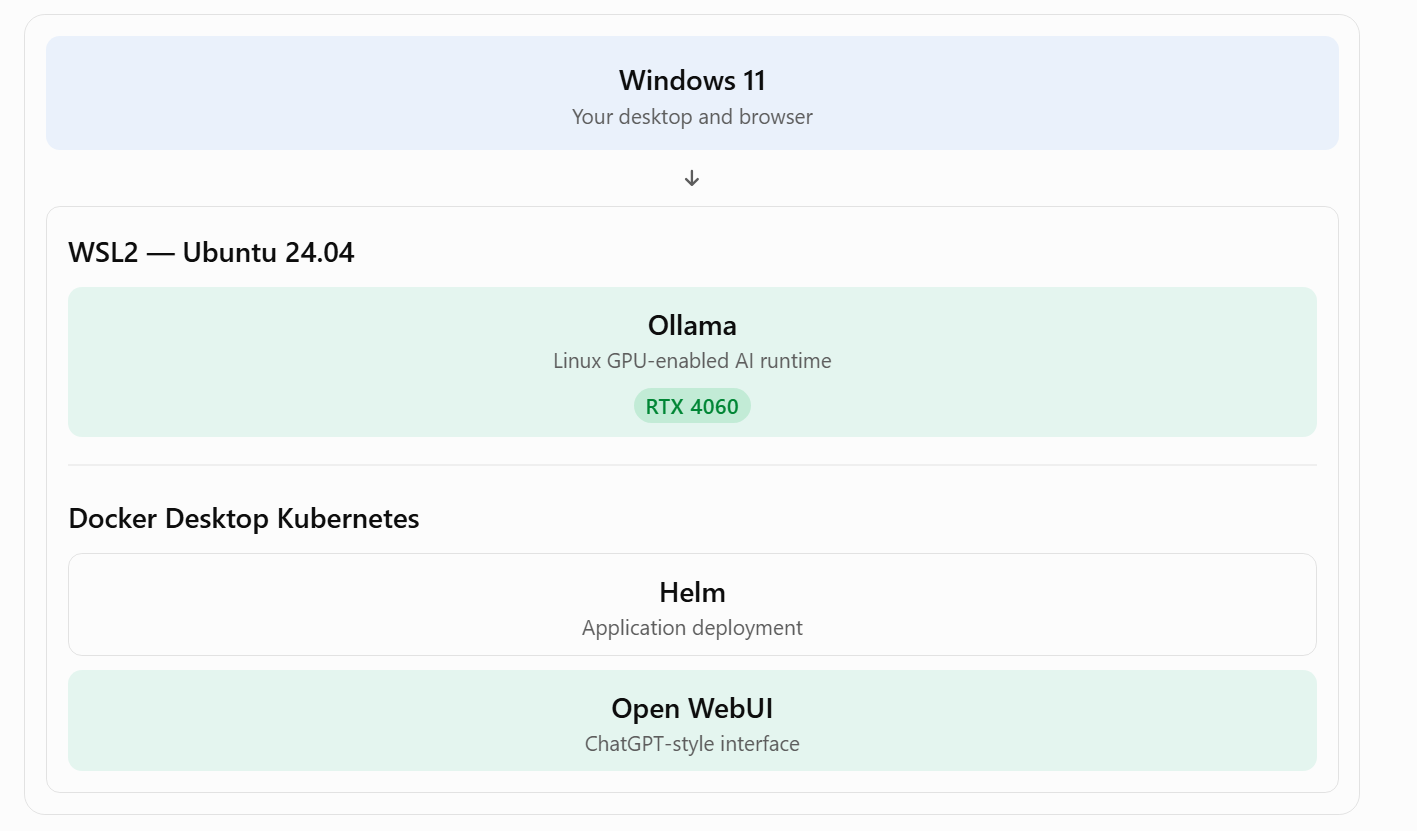 Windows 11
Your desktop and browser
↓
WSL2 — Ubuntu 24.04
Ollama
Linux GPU-enabled AI runtime
RTX 4060
Docker Desktop Kubernetes
Helm
Application deployment
Open WebUI
ChatGPT-style interface